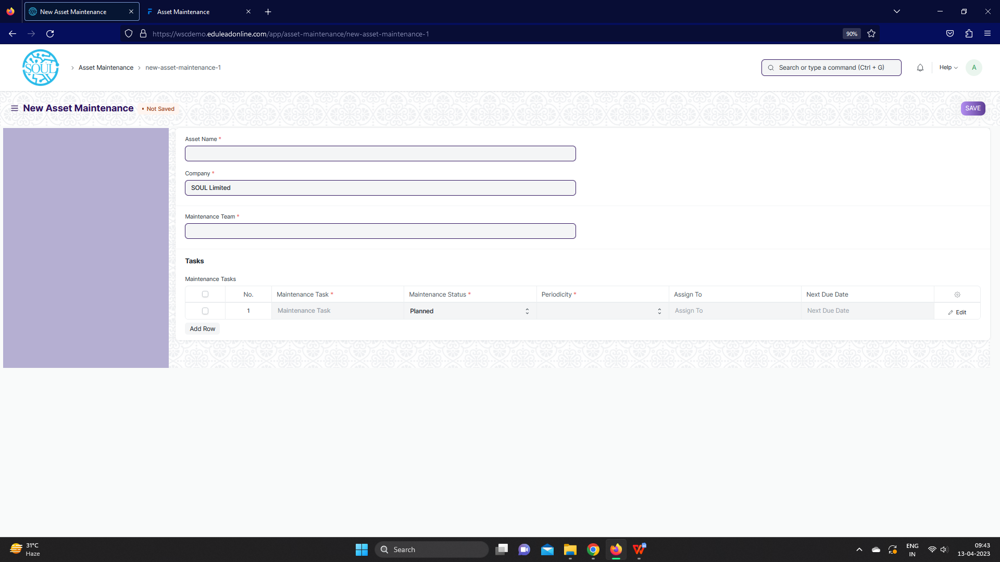 New Asset Maintenance
Asset Maintenance
https://wscdemo.eduleadonline.com/app/asset-maintenance/new-asset-maintenance-1
90%
SOUL
Asset Maintenance
new-asset-maintenance-1
Search or type a command (Ctrl + G)
Help
A
New Asset Maintenance
• Not Saved
SAVE
Asset Name *
Company *
SOUL Limited
Maintenance Team *
Tasks
Maintenance Tasks
No. Maintenance Task * Maintenance Status * Periodicity * Assign To Next Due Date
1 Maintenance Task Planned Assign To Next Due Date Edit
Add Row
31°C
Haze
Search
ENG
IN
09:43
13-04-2023